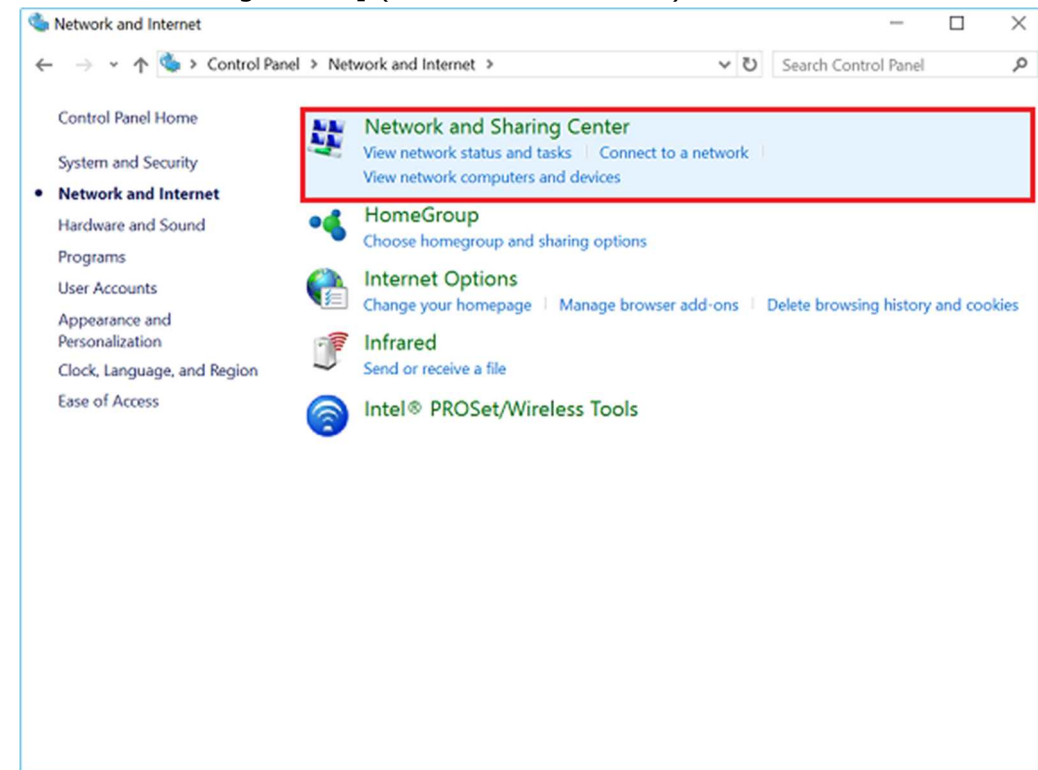 Network and Internet
Control Panel > Network and Internet >
Search Control Panel
Control Panel Home
System and Security
Network and Internet
Hardware and Sound
Programs
User Accounts
Appearance and
Personalization
Clock, Language, and Region
Ease of Access
Network and Sharing Center
View network status and tasks | Connect to a network |
View network computers and devices
HomeGroup
Choose homegroup and sharing options
Internet Options
Change your homepage | Manage browser add-ons | Delete browsing history and cookies
Infrared
Send or receive a file
Intel® PROSet/Wireless Tools